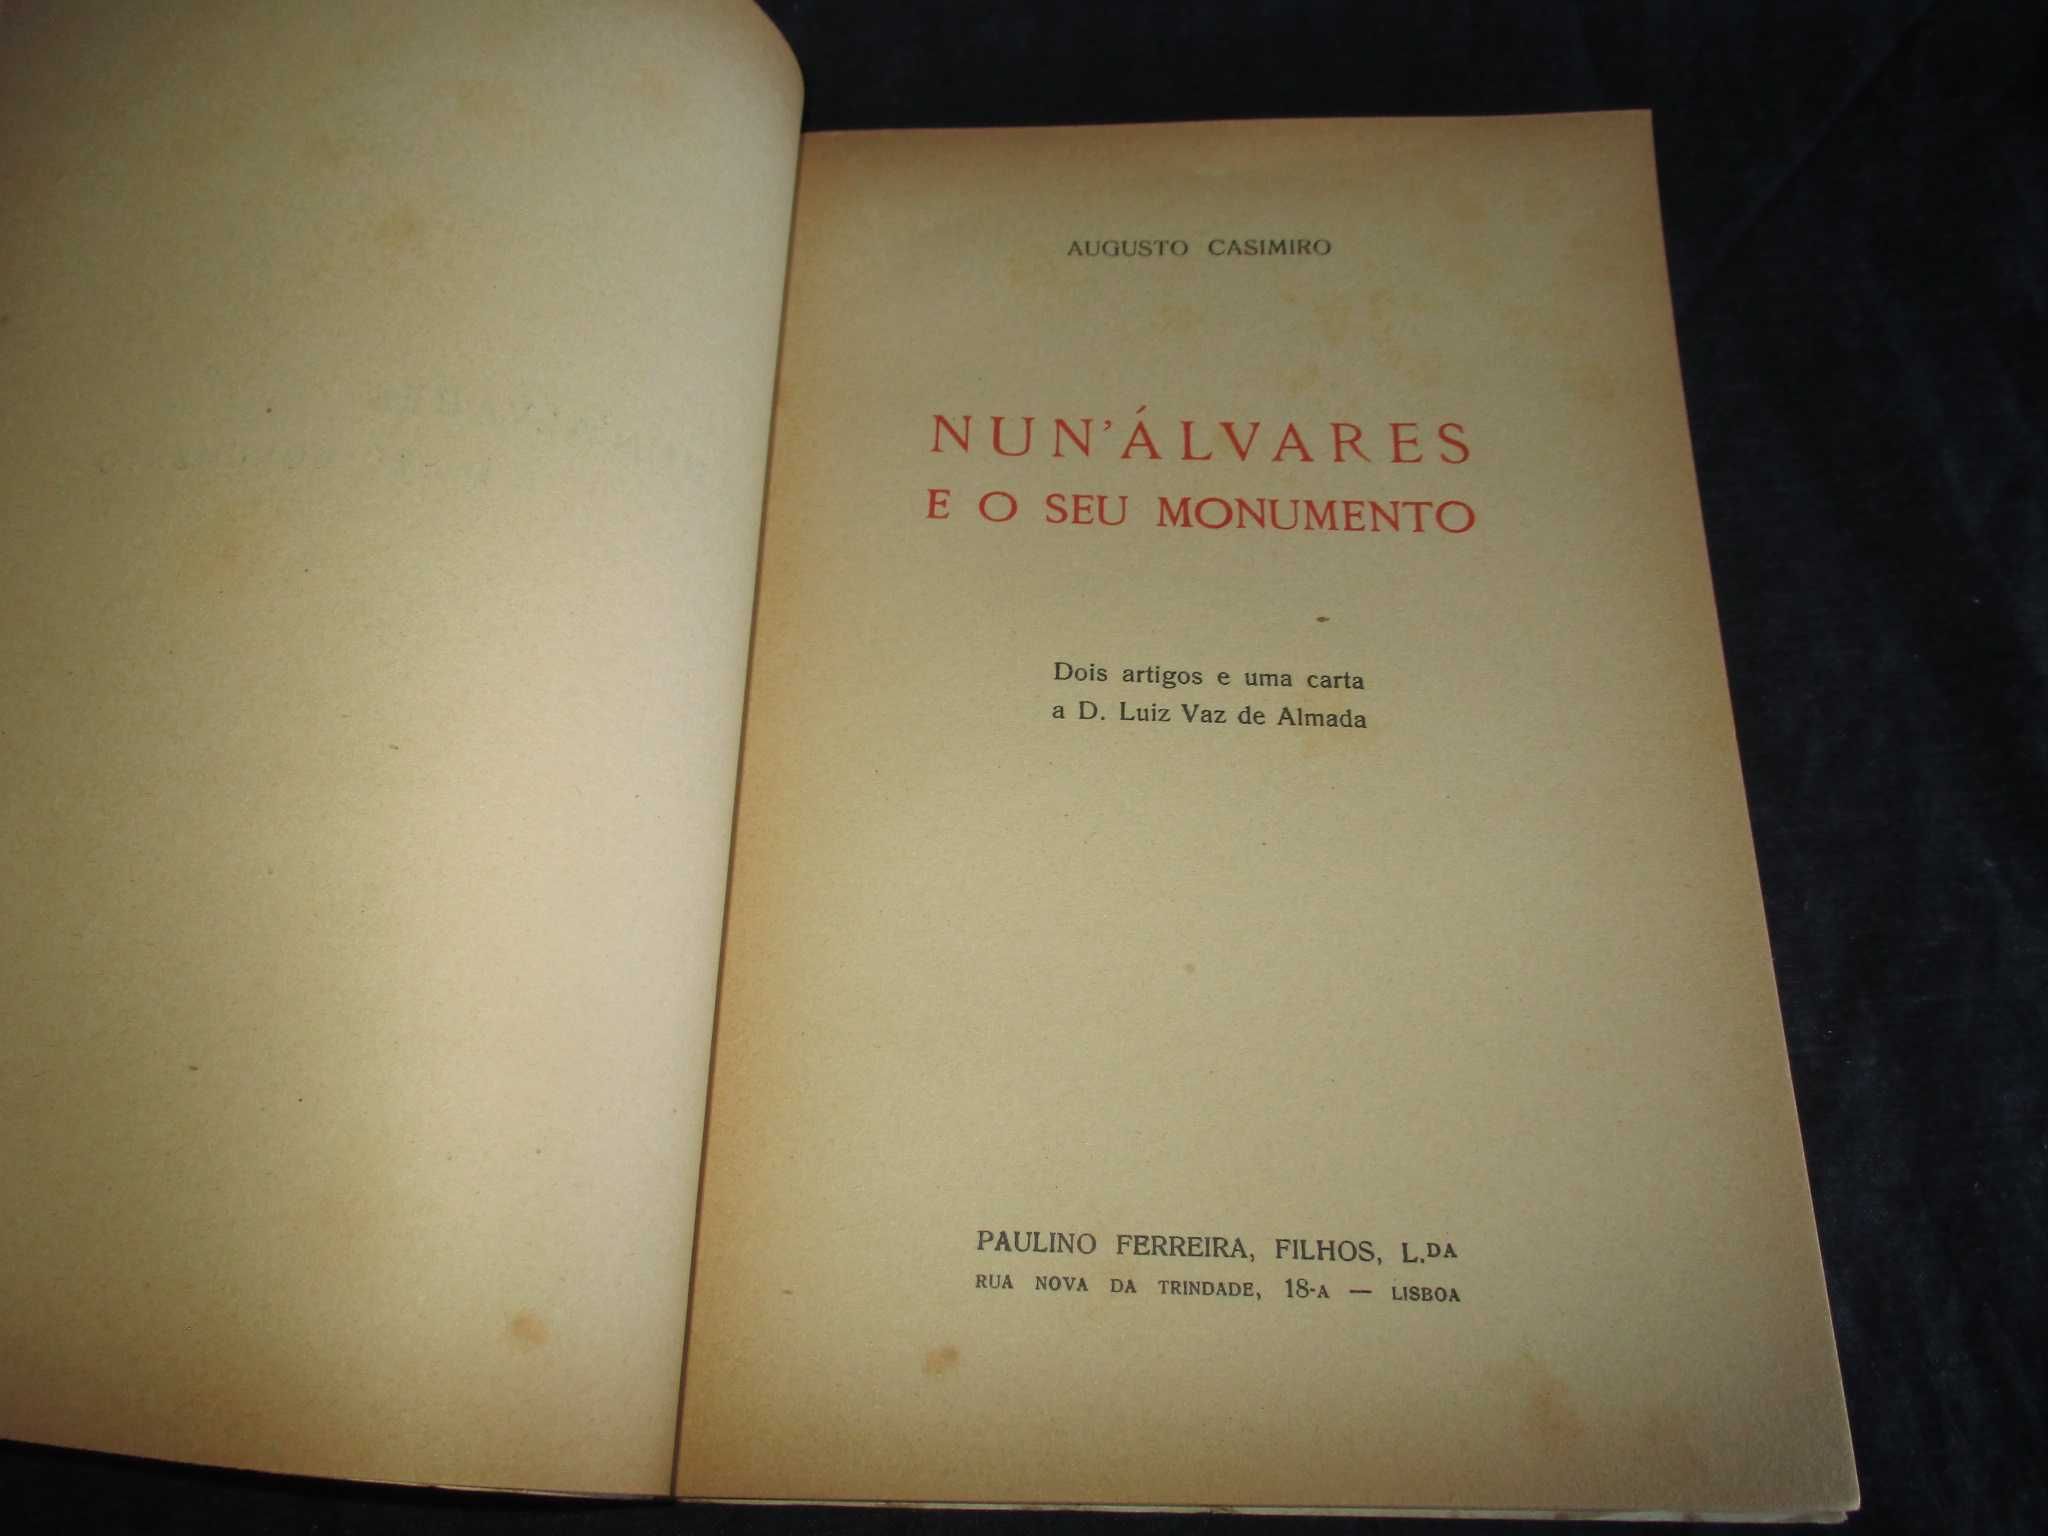 AUGUSTO CASIMIRO
NUN'ÁLVARES
E O SEU MONUMENTO
Dois artigos e uma carta
a D. Luiz Vaz de Almada
PAULINO FERREIRA, FILHOS, L.DA
RUA NOVA DA TRINDADE, 18-A — LISBOA